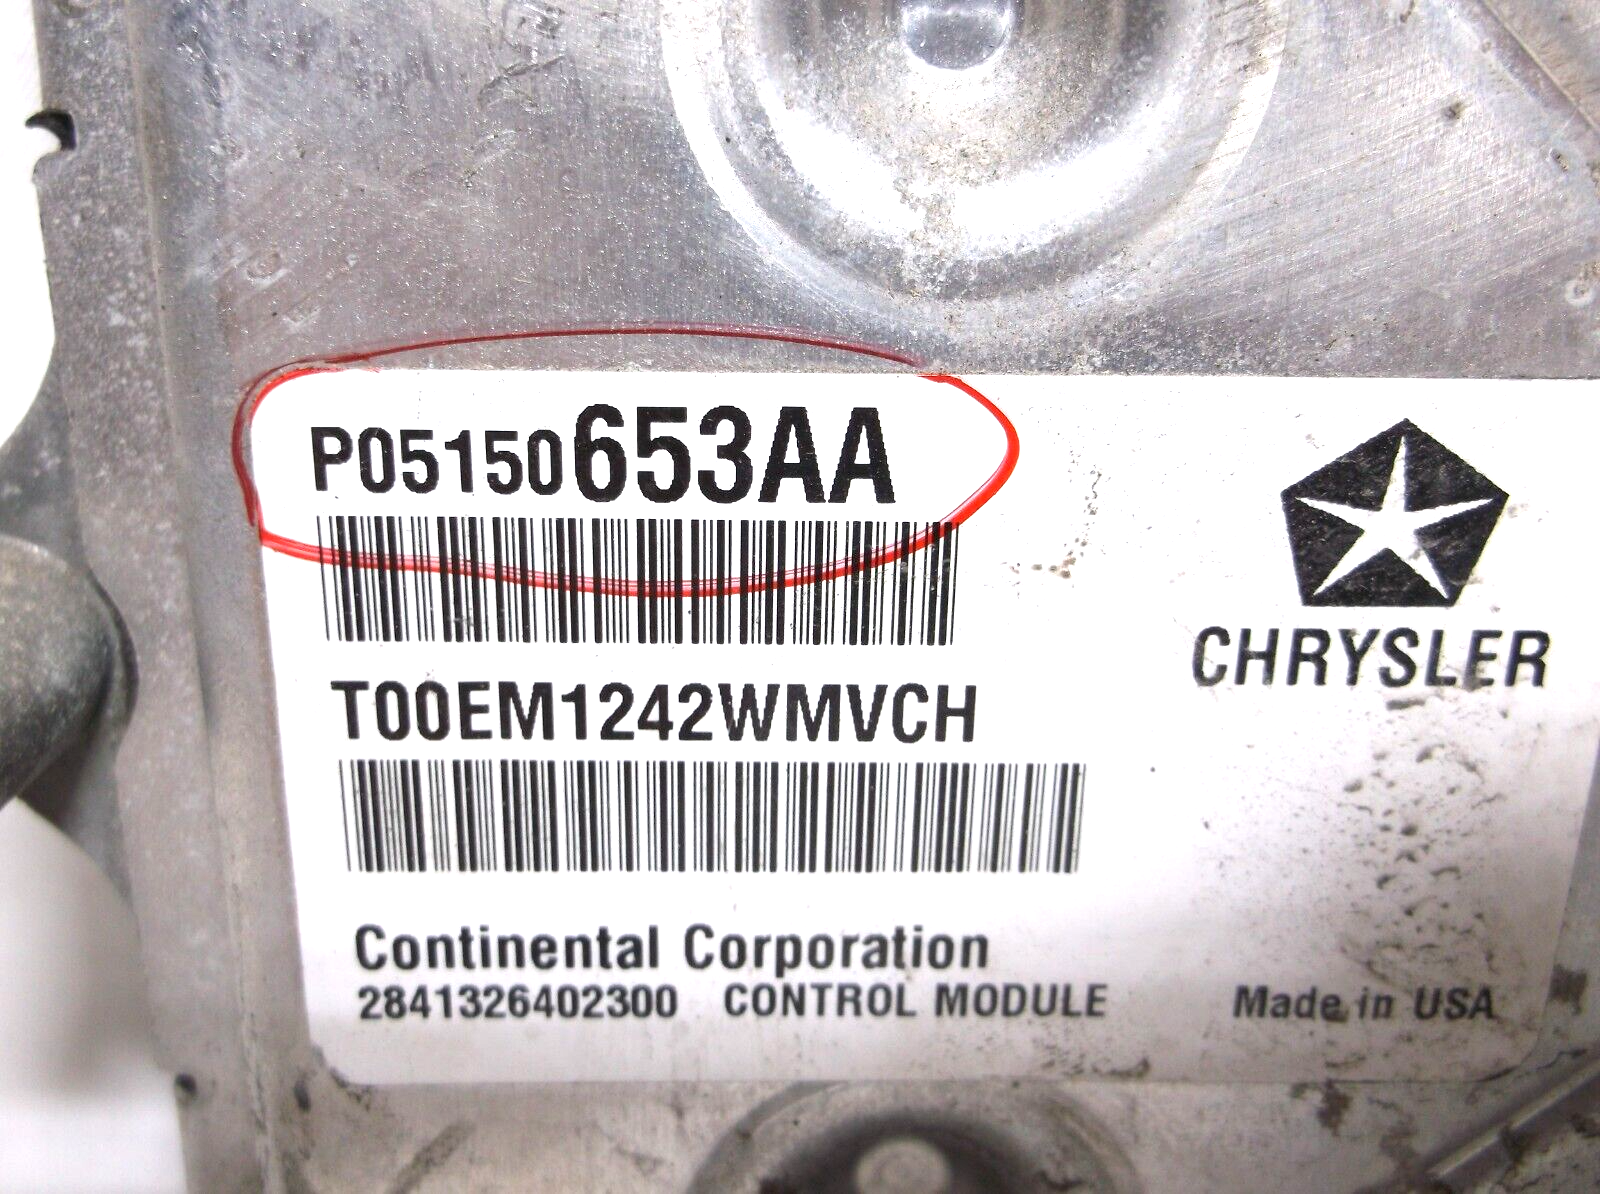 P05150653AA
CHRYSLER
T00EM1242WMVCH
Continental Corporation
2841326402300 CONTROL MODULE Made in USA